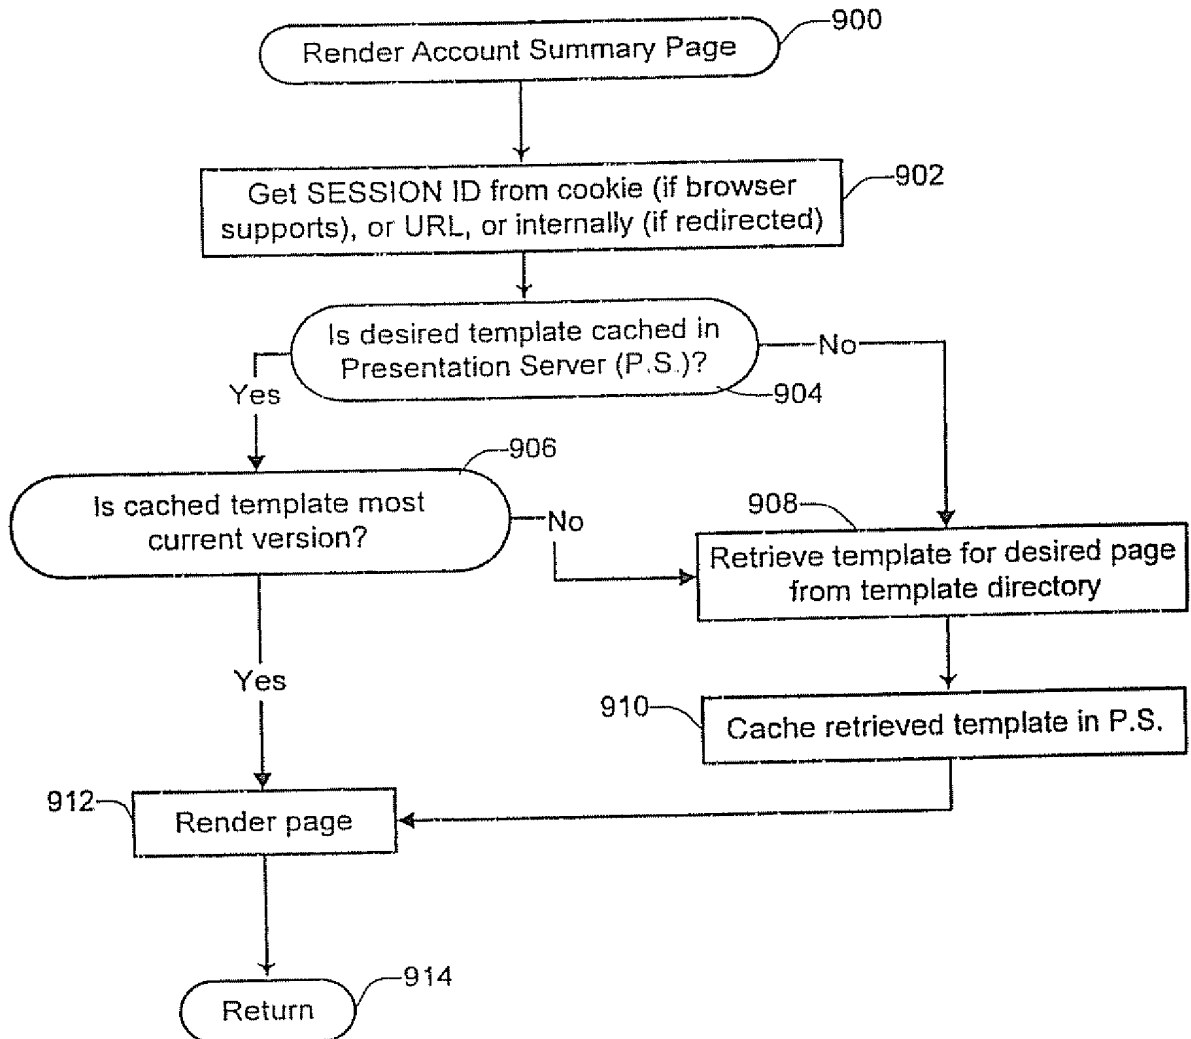 Render Account Summary Page
900
Get SESSION ID from cookie (if browser
supports), or URL, or internally (if redirected)
902
Is desired template cached in
Presentation Server (P.S.)?
904
Yes
No
906
Is cached template most
current version?
No
908
Retrieve template for desired page
from template directory
Yes
910
Cache retrieved template in P.S.
912
Render page
914
Return